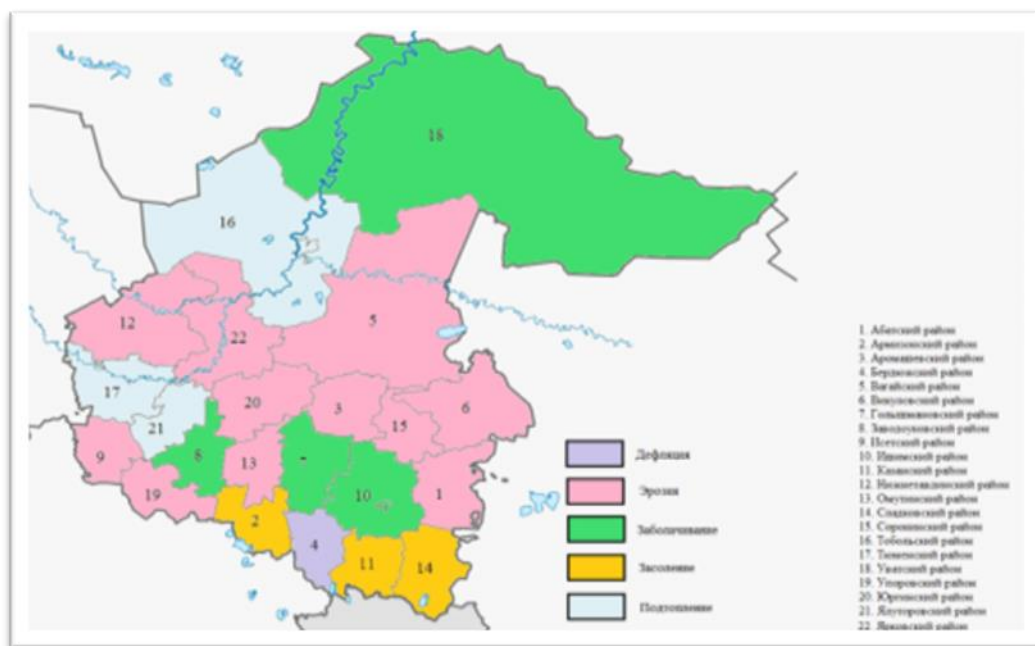 18
16
12
5
22
17
20
3
6
15
21
9
8
13
7
10
1
19
2
4
11
14
Дефляция
Эрозия
Заболачивание
Засоление
Подтопление
1. Абатский район
2. Армизонский район
3. Аромашевский район
4. Бердюжский район
5. Вагайский район
6. Викуловский район
7. Голышмановский район
8. Заводоуковский район
9. Исетский район
10. Ишимский район
11. Казанский район
12. Нижнетавдинский район
13. Омутинский район
14. Сладковский район
15. Сорокинский район
16. Тобольский район
17. Тюменский район
18. Уватский район
19. Упоровский район
20. Юргинский район
21. Ялуторовский район
22. Ярковский район